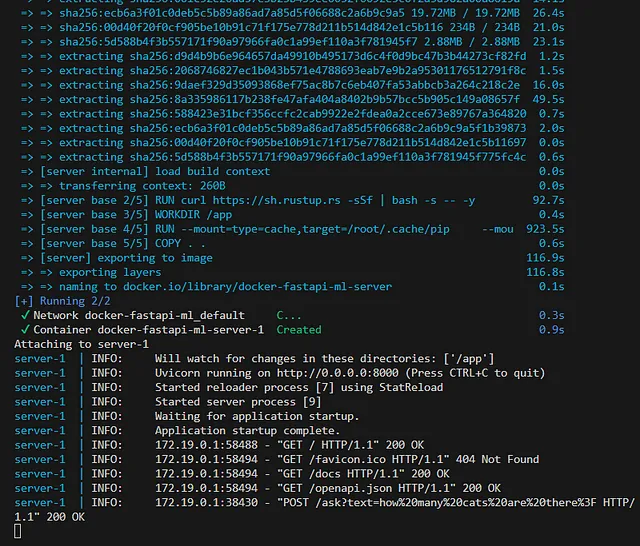 => => sha256:ecb6a3f01c0deb5c5b89a86ad7a85d5f06688c2a6b9c9a5 19.72MB / 19.72MB 26.4s
=> => sha256:00d40f20f0cf905be10b91c71f175e778d211b514d842e1c5b116 234B / 234B 21.0s
=> => sha256:5d588b4f3b557171f90a97966fa0c1a99ef110a3f781945f7 2.88MB / 2.88MB 23.1s
=> => extracting sha256:d9d4b9b6e964657da49910b495173d6c4f0d9bc47b3b44273cf82fd 1.2s
=> => extracting sha256:2068746827ec1b043b571e4788693eab7e9b2a95301176512791f8c 1.5s
=> => extracting sha256:9daef329d35093868ef75ac8b7c6eb407fa53abbcb3a264c218c2e 16.0s
=> => extracting sha256:8a335986117b238fe47afa404a8402b9b57bcc5b905c149a08657f 49.5s
=> => extracting sha256:588423e31bcf356ccfc2cab9922e2fdea0a2cce673e89767a364820 0.7s
=> => extracting sha256:ecb6a3f01c0deb5c5b89a86ad7a85d5f06688c2a6b9c9a5f1b39873 2.0s
=> => extracting sha256:00d40f20f0cf905be10b91c71f175e778d211b514d842e1c5b11697 0.0s
=> => extracting sha256:5d588b4f3b557171f90a97966fa0c1a99ef110a3f781945f775fc4c 0.6s
=> [server internal] load build context 0.0s
=> => transferring context: 260B 0.0s
=> [server base 2/5] RUN curl https://sh.rustup.rs -sSf | bash -s -- -y 92.7s
=> [server base 3/5] WORKDIR /app 0.4s
=> [server base 4/5] RUN --mount=type=cache,target=/root/.cache/pip --mou 923.5s
=> [server base 5/5] COPY . . 0.6s
=> [server] exporting to image 116.9s
=> => exporting layers 116.8s
=> => naming to docker.io/library/docker-fastapi-ml-server 0.1s
[+] Running 2/2
✓ Network docker-fastapi-ml_default C... 0.3s
✓ Container docker-fastapi-ml-server-1 Created 0.9s
Attaching to server-1
server-1 | INFO: Will watch for changes in these directories: ['/app']
server-1 | INFO: Uvicorn running on http://0.0.0.0:8000 (Press CTRL+C to quit)
server-1 | INFO: Started reloader process [7] using StatReload
server-1 | INFO: Started server process [9]
server-1 | INFO: Waiting for application startup.
server-1 | INFO: Application startup complete.
server-1 | INFO: 172.19.0.1:58488 - "GET / HTTP/1.1" 200 OK
server-1 | INFO: 172.19.0.1:58494 - "GET /favicon.ico HTTP/1.1" 404 Not Found
server-1 | INFO: 172.19.0.1:58494 - "GET /docs HTTP/1.1" 200 OK
server-1 | INFO: 172.19.0.1:58494 - "GET /openapi.json HTTP/1.1" 200 OK
server-1 | INFO: 172.19.0.1:38430 - "POST /ask?text=how%20many%20cats%20are%20there%3F HTTP/
1.1" 200 OK